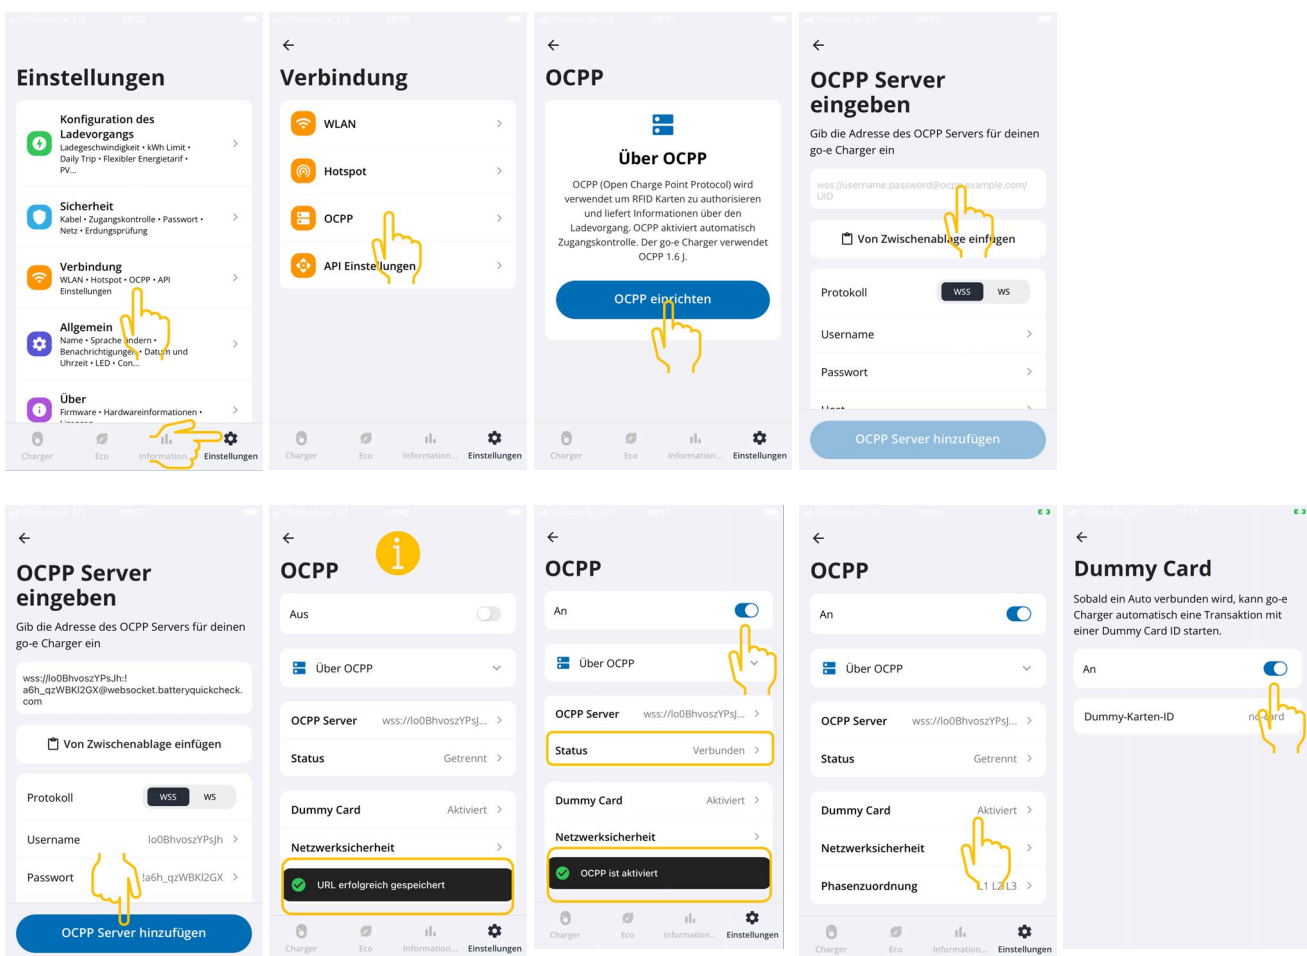 Einstellungen
Konfiguration des
Ladevorgangs
Ladegeschwindigkeit • kWh Limit •
Daily Trip • Flexibler Energietarif •
PV...
Sicherheit
Kabel • Zugangskontrolle • Passwort •
Netz • Erdungsprüfung
Verbindung
WLAN • Hotspot • OCPP • API
Einstellungen
Allgemein
Name • Sprache ändern •
Benachrichtigungen • Datum und
Uhrzeit • LED • Con...
Über
Firmware • Hardwareinformationen •
Charger Eco Information... Einstellungen
Verbindung
WLAN
Hotspot
OCPP
API Einstellungen
Charger Eco Information... Einstellungen
OCPP
Über OCPP
OCPP (Open Charge Point Protocol) wird
verwendet um RFID Karten zu authorisieren
und liefert Informationen über den
Ladevorgang. OCPP aktiviert automatisch
Zugangskontrolle. Der go-e Charger verwendet
OCPP 1.6 J.
OCPP einrichten
Charger Eco Information... Einstellungen
OCPP Server
eingeben
Gib die Adresse des OCPP Servers für deinen
go-e Charger ein
wss://username:password@ocpp.example.com/
UID
Von Zwischenablage einfügen
Protokoll WSS WS
Username
Passwort
OCPP Server hinzufügen
OCPP Server
eingeben
Gib die Adresse des OCPP Servers für deinen
go-e Charger ein
wss://lo0BhvoszYPsJh:!
a6h_qzWBKl2GX@websocket.batteryquickcheck.
com
Von Zwischenablage einfügen
Protokoll WSS WS
Username lo0BhvoszYPsJh
Passwort !a6h_qzWBKl2GX
OCPP Server hinzufügen
OCPP
Aus
Über OCPP
OCPP Server wss://lo0BhvoszYPsJ...
Status Getrennt
Dummy Card Aktiviert
Netzwerksicherheit
URL erfolgreich gespeichert
Charger Eco Information... Einstellungen
OCPP
An
Über OCPP
OCPP Server wss://lo0BhvoszYPsJ...
Status Verbunden
Dummy Card Aktiviert
Netzwerksicherheit
OCPP ist aktiviert
Charger Eco Information... Einstellungen
OCPP
An
Über OCPP
OCPP Server wss://lo0BhvoszYPsJ...
Status Getrennt
Dummy Card Aktiviert
Netzwerksicherheit
Phasenzuordnung L1 L2 L3
Charger Eco Information... Einstellungen
Dummy Card
Sobald ein Auto verbunden wird, kann go-e
Charger automatisch eine Transaktion mit
einer Dummy Card ID starten.
An
Dummy-Karten-ID no-card